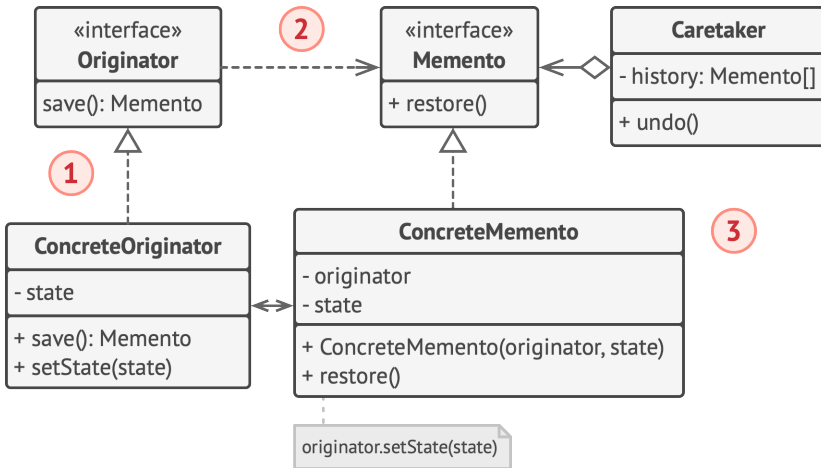 «interface»
Originator
save(): Memento
2
«interface»
Memento
+ restore()
Caretaker
- history: Memento[]
+ undo()
1
ConcreteOriginator
- state
+ save(): Memento
+ setState(state)
ConcreteMemento
- originator
- state
+ ConcreteMemento(originator, state)
+ restore()
3
originator.setState(state)